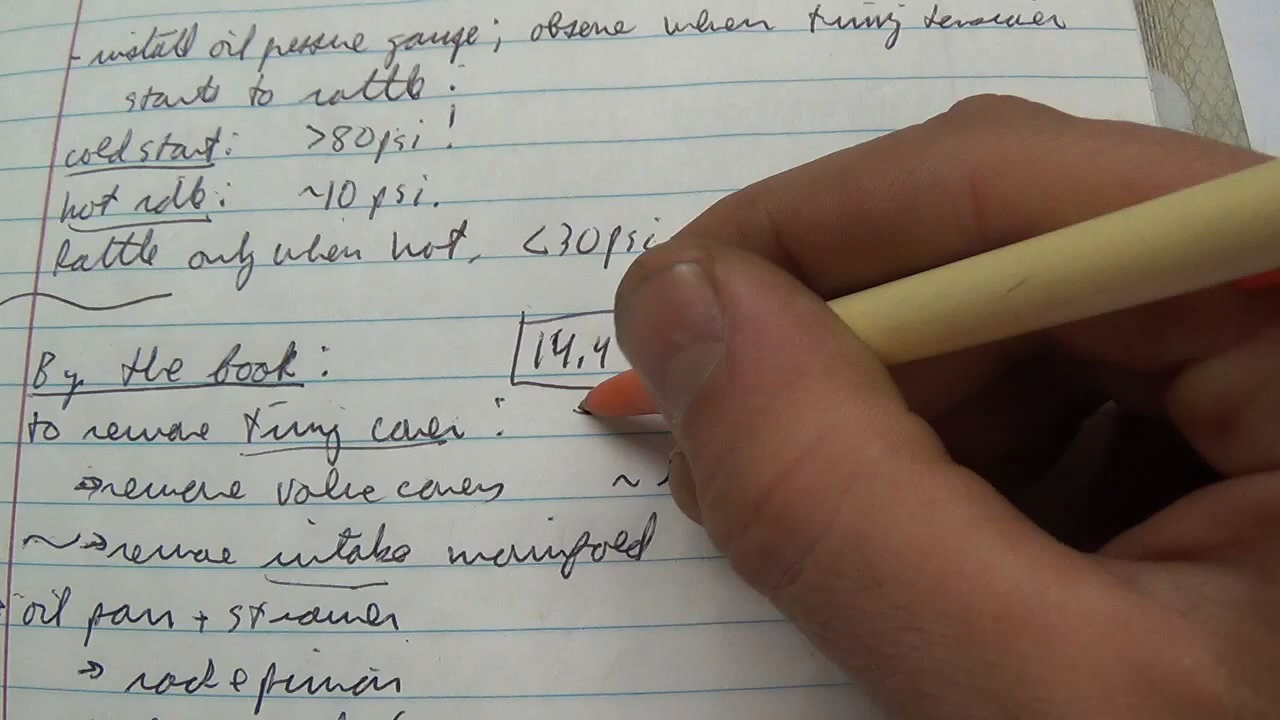 - install oil pressure gauge; observe when timing tensioner
starts to rattle:
cold start: >80psi!
hot idle: ~10 psi.
Rattle only when hot, <30psi
By the book: 14,4
to remove timing cover:
→ remove valve covers ~
~→ remove intake manifold
oil pan + strainer
→ rack & pinion